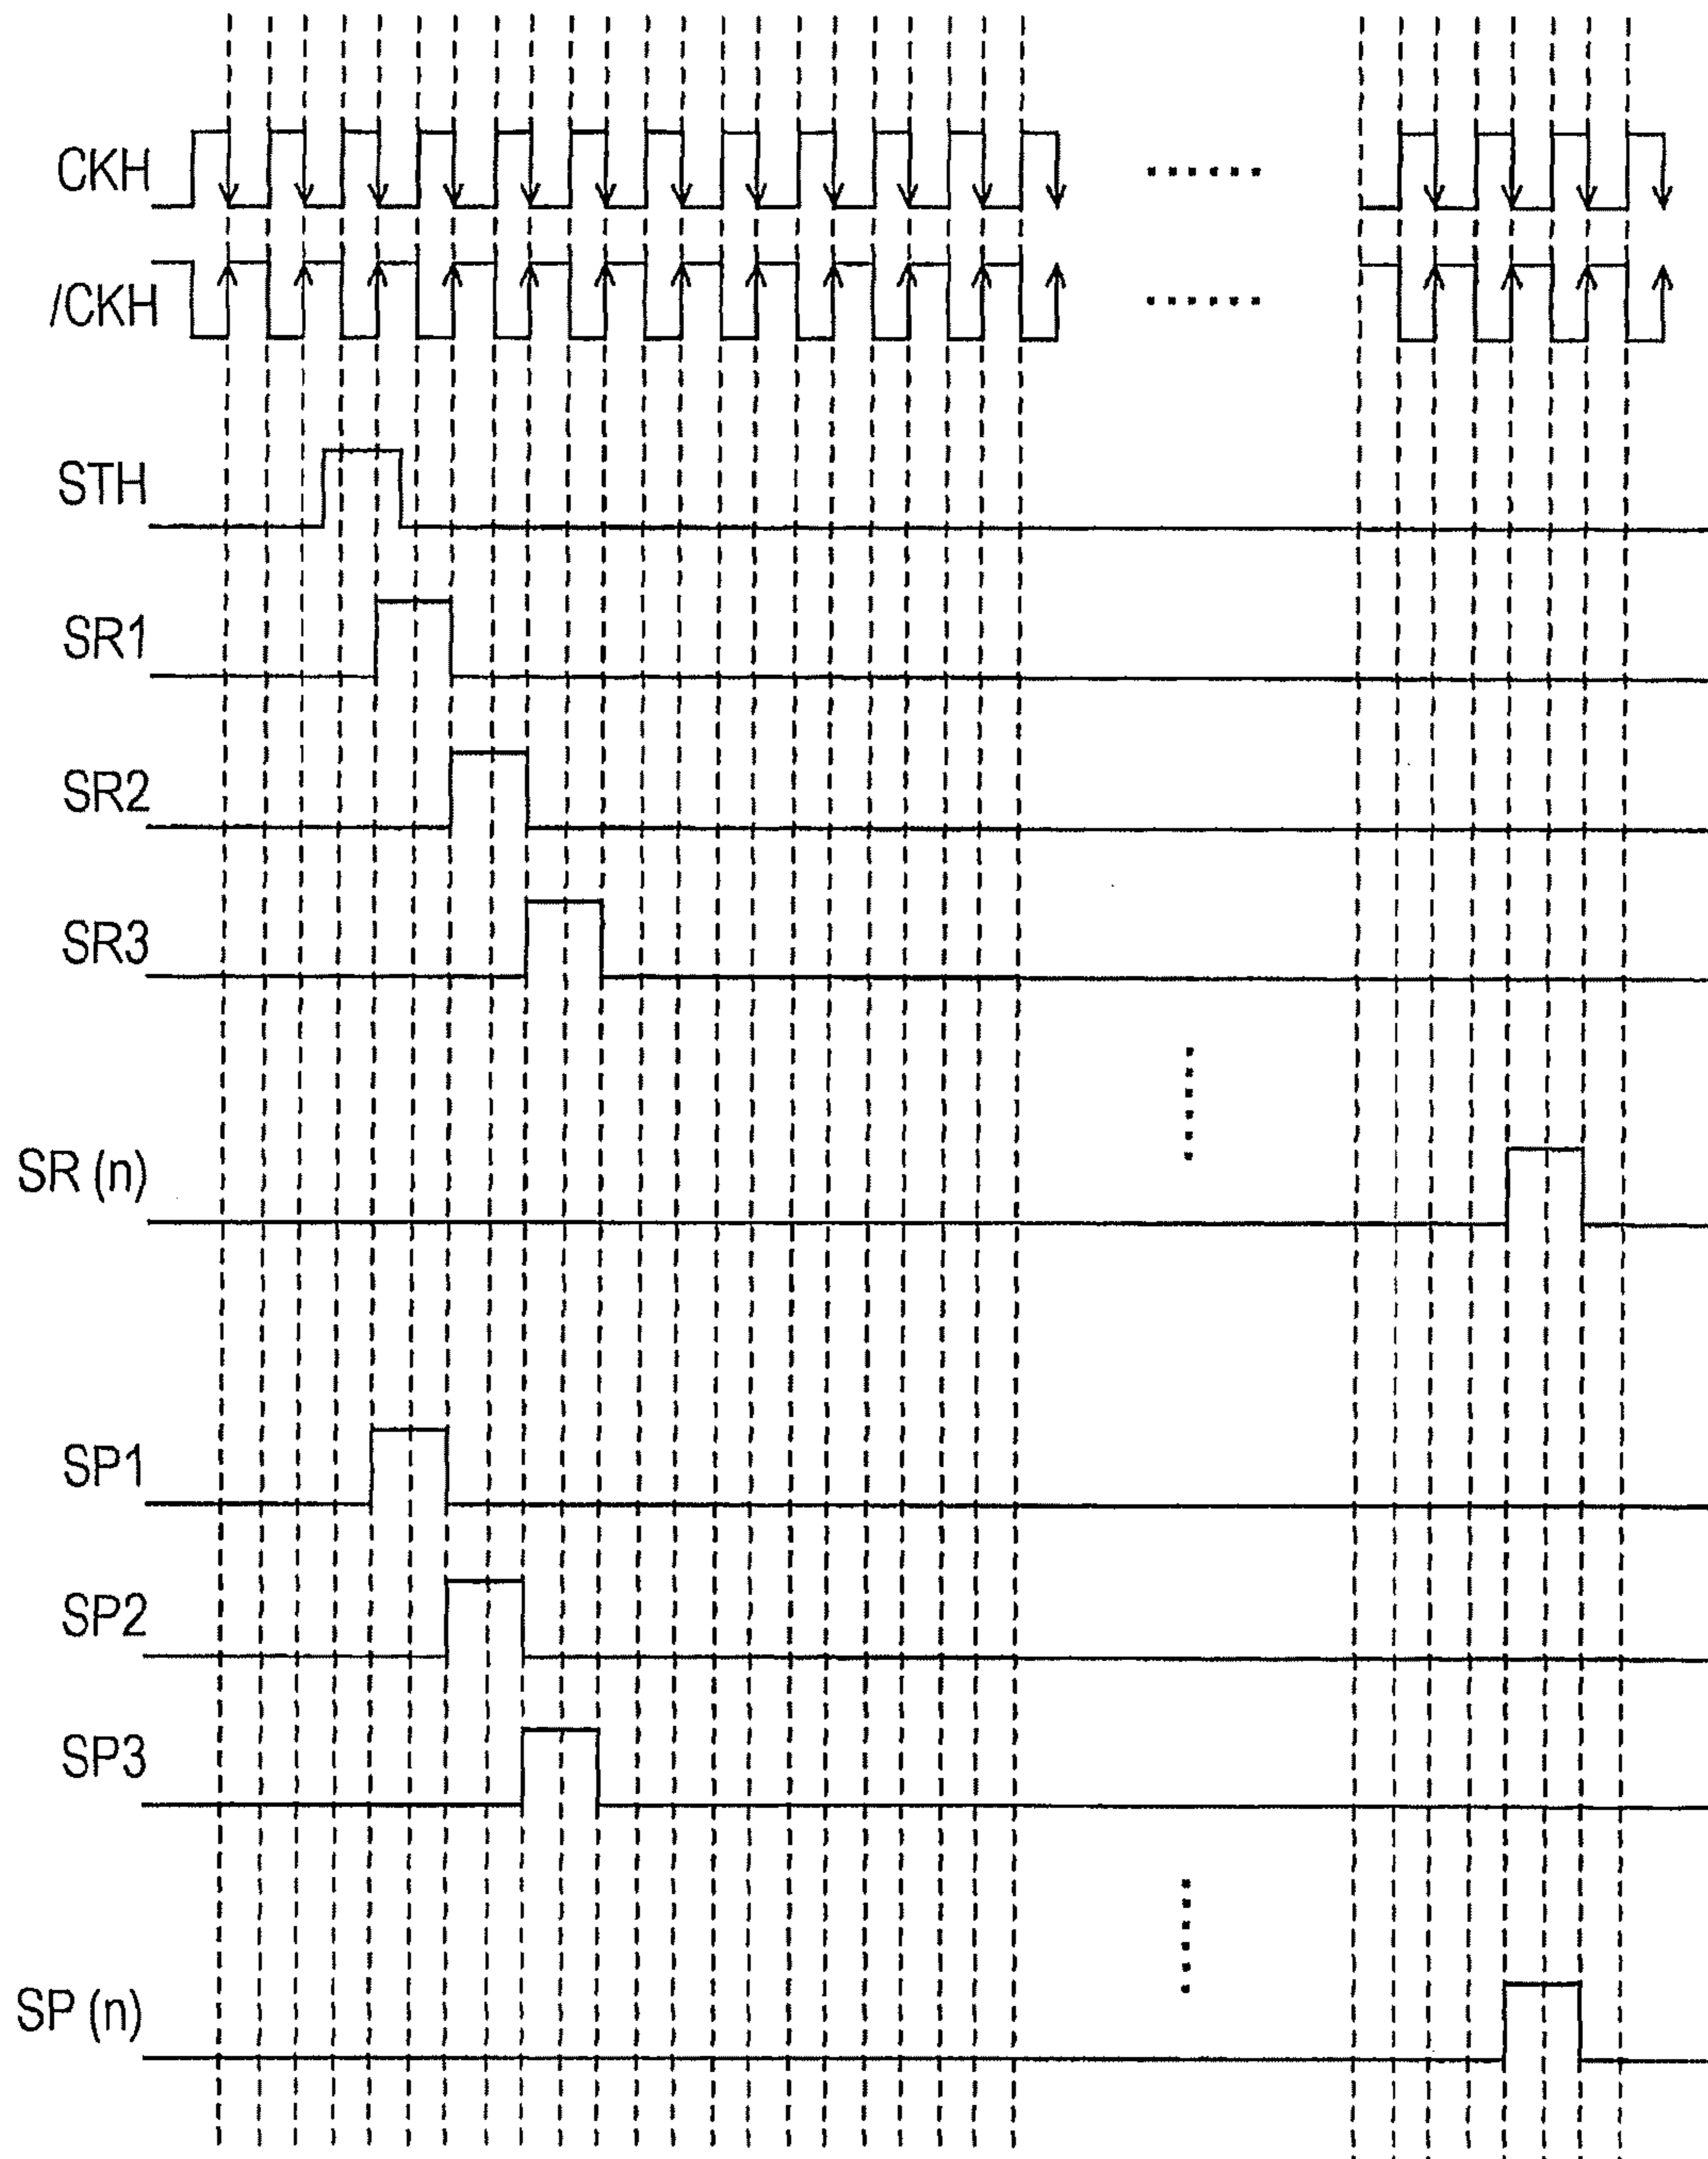 CKH
/CKH
STH
SR1
SR2
SR3
SR (n)
SP1
SP2
SP3
SP (n)